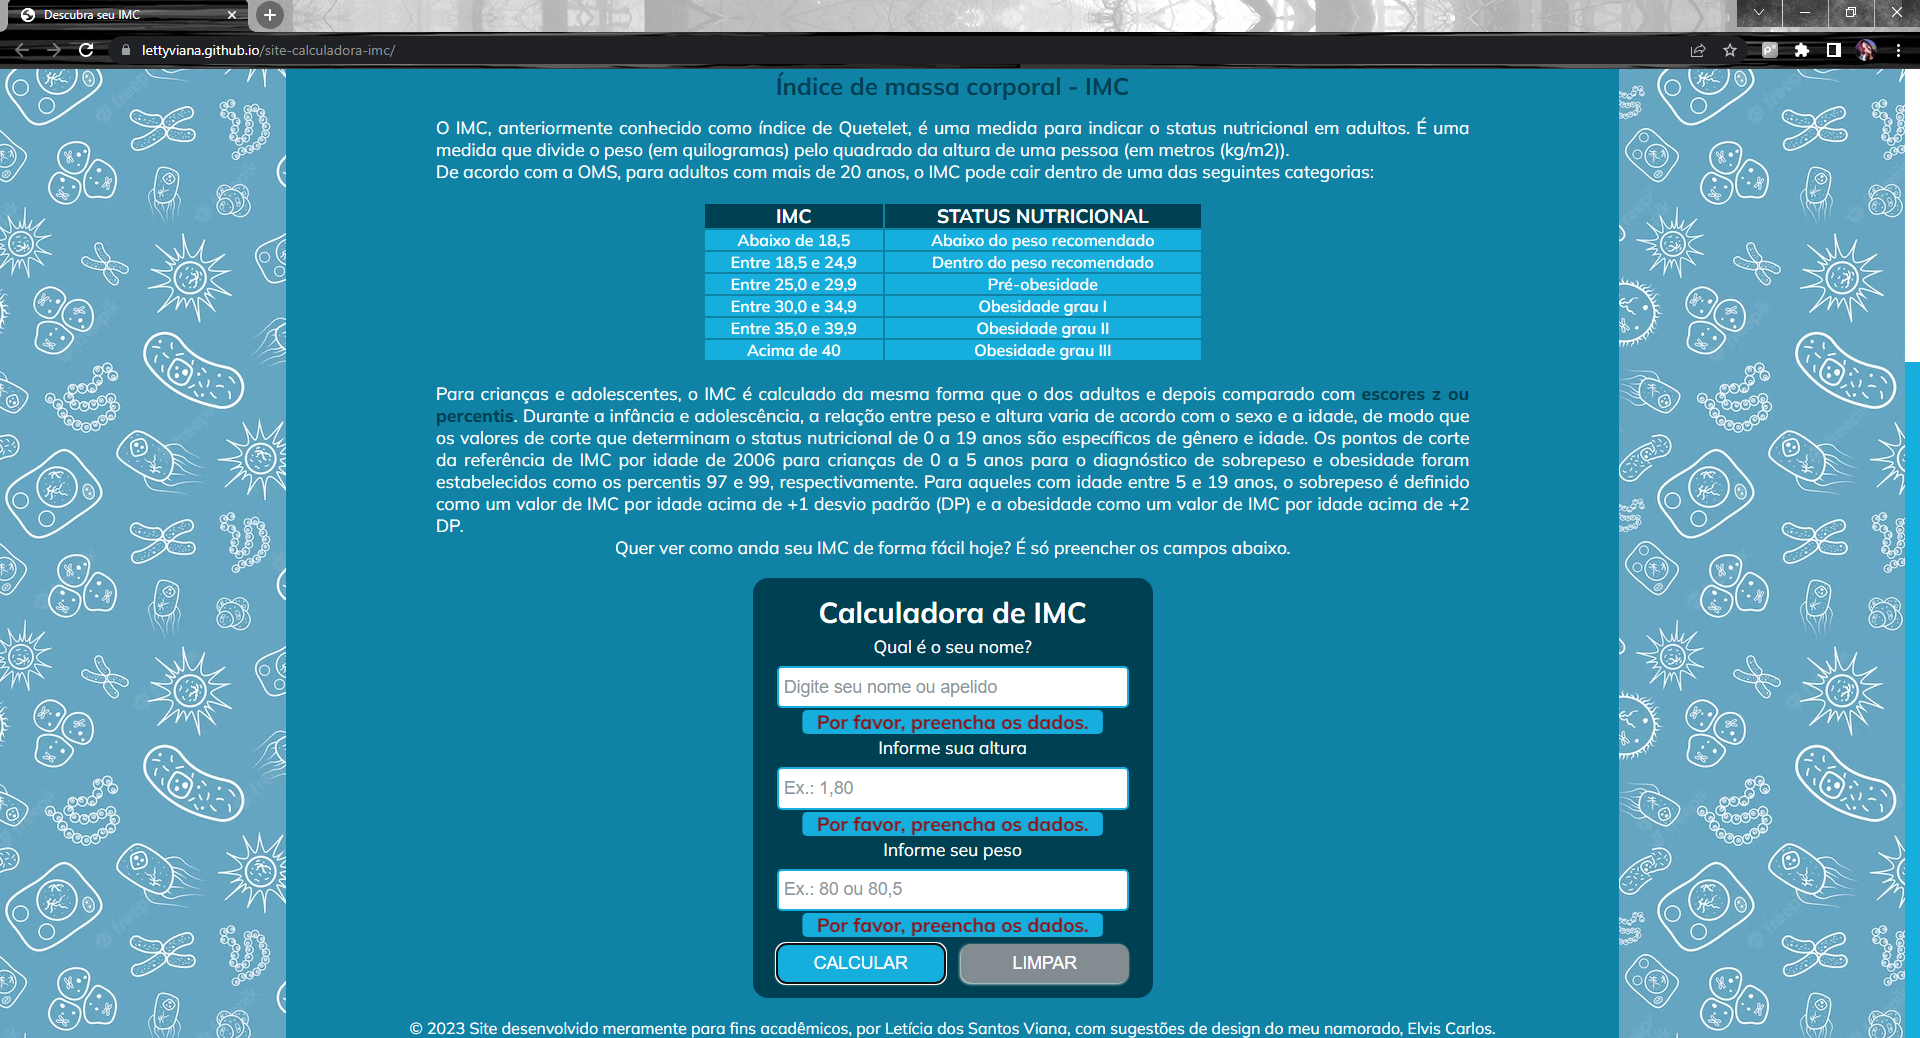 Descubra seu IMC
lettyviana.github.io/site-calculadora-imc/
Índice de massa corporal - IMC
O IMC, anteriormente conhecido como índice de Quetelet, é uma medida para indicar o status nutricional em adultos. É uma
medida que divide o peso (em quilogramas) pelo quadrado da altura de uma pessoa (em metros (kg/m2)).
De acordo com a OMS, para adultos com mais de 20 anos, o IMC pode cair dentro de uma das seguintes categorias:
IMC STATUS NUTRICIONAL
Abaixo de 18,5 Abaixo do peso recomendado
Entre 18,5 e 24,9 Dentro do peso recomendado
Entre 25,0 e 29,9 Pré-obesidade
Entre 30,0 e 34,9 Obesidade grau I
Entre 35,0 e 39,9 Obesidade grau II
Acima de 40 Obesidade grau III
Para crianças e adolescentes, o IMC é calculado da mesma forma que o dos adultos e depois comparado com escores z ou
percentis. Durante a infância e adolescência, a relação entre peso e altura varia de acordo com o sexo e a idade, de modo que
os valores de corte que determinam o status nutricional de 0 a 19 anos são específicos de gênero e idade. Os pontos de corte
da referência de IMC por idade de 2006 para crianças de 0 a 5 anos para o diagnóstico de sobrepeso e obesidade foram
estabelecidos como os percentis 97 e 99, respectivamente. Para aqueles com idade entre 5 e 19 anos, o sobrepeso é definido
como um valor de IMC por idade acima de +1 desvio padrão (DP) e a obesidade como um valor de IMC por idade acima de +2
DP.
Quer ver como anda seu IMC de forma fácil hoje? É só preencher os campos abaixo.
Calculadora de IMC
Qual é o seu nome?
Digite seu nome ou apelido
Por favor, preencha os dados.
Informe sua altura
Ex.: 1,80
Por favor, preencha os dados.
Informe seu peso
Ex.: 80 ou 80,5
Por favor, preencha os dados.
CALCULAR LIMPAR
© 2023 Site desenvolvido meramente para fins acadêmicos, por Letícia dos Santos Viana, com sugestões de design do meu namorado, Elvis Carlos.